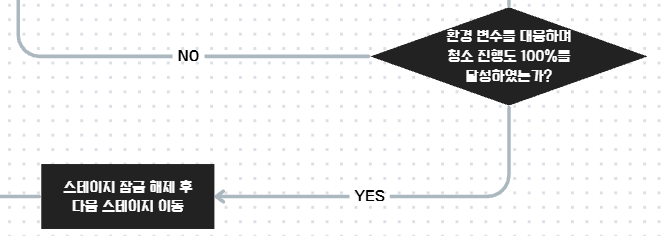 환경 변수를 대응하며
청소 진행도 100%를
달성하였는가?
NO
YES
스테이지 잠금 해제 후
다음 스테이지 이동